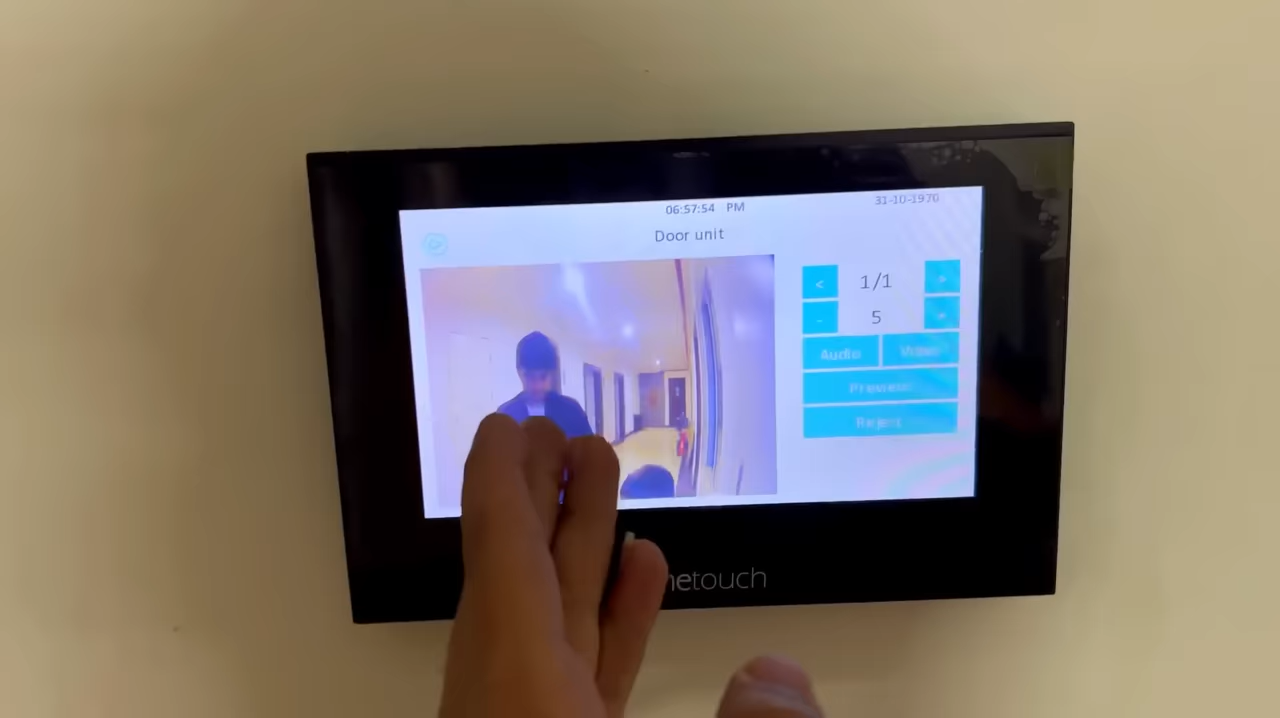 06:57:54 PM
31-10-1970
Door unit
< 1/1 >
- 5
Audio Video
Preview
Reject
netouch